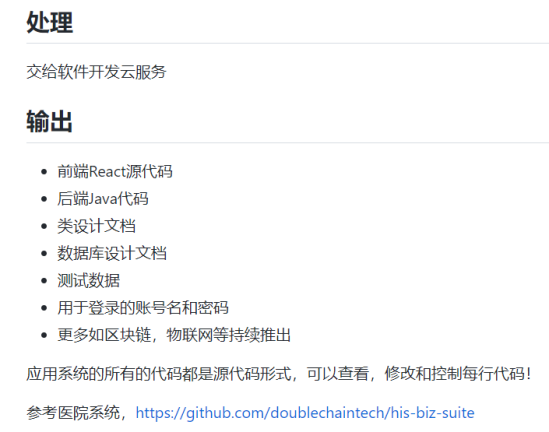 处理
交给软件开发云服务
输出
前端React源代码
后端Java代码
类设计文档
数据库设计文档
测试数据
用于登录的账号名和密码
更多如区块链，物联网等持续推出
应用系统的所有的代码都是源代码形式，可以查看，修改和控制每行代码！
参考医院系统，https://github.com/doublechaintech/his-biz-suite